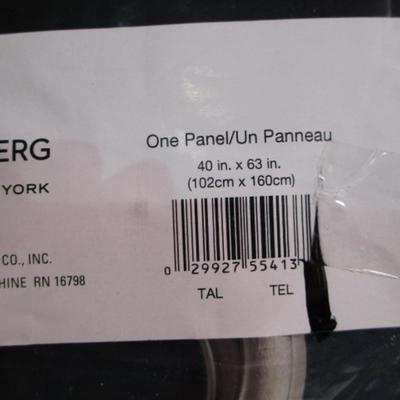 ERG
YORK
CO., INC.
HINE RN 16798
One Panel/Un Panneau
40 in. x 63 in.
(102cm x 160cm)
0 29927 55413
TAL TEL